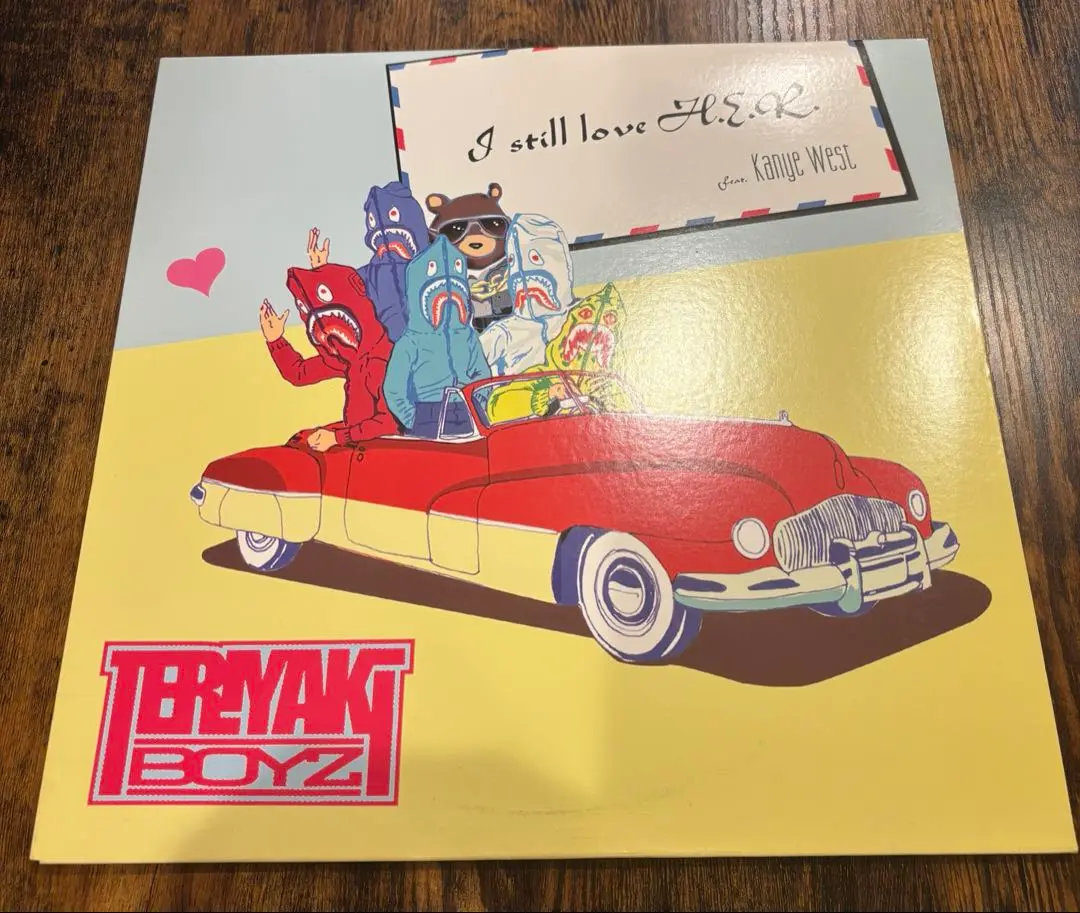 I still love H.E.R.
feat. Kanye West
TERIYAKI
BOYZ